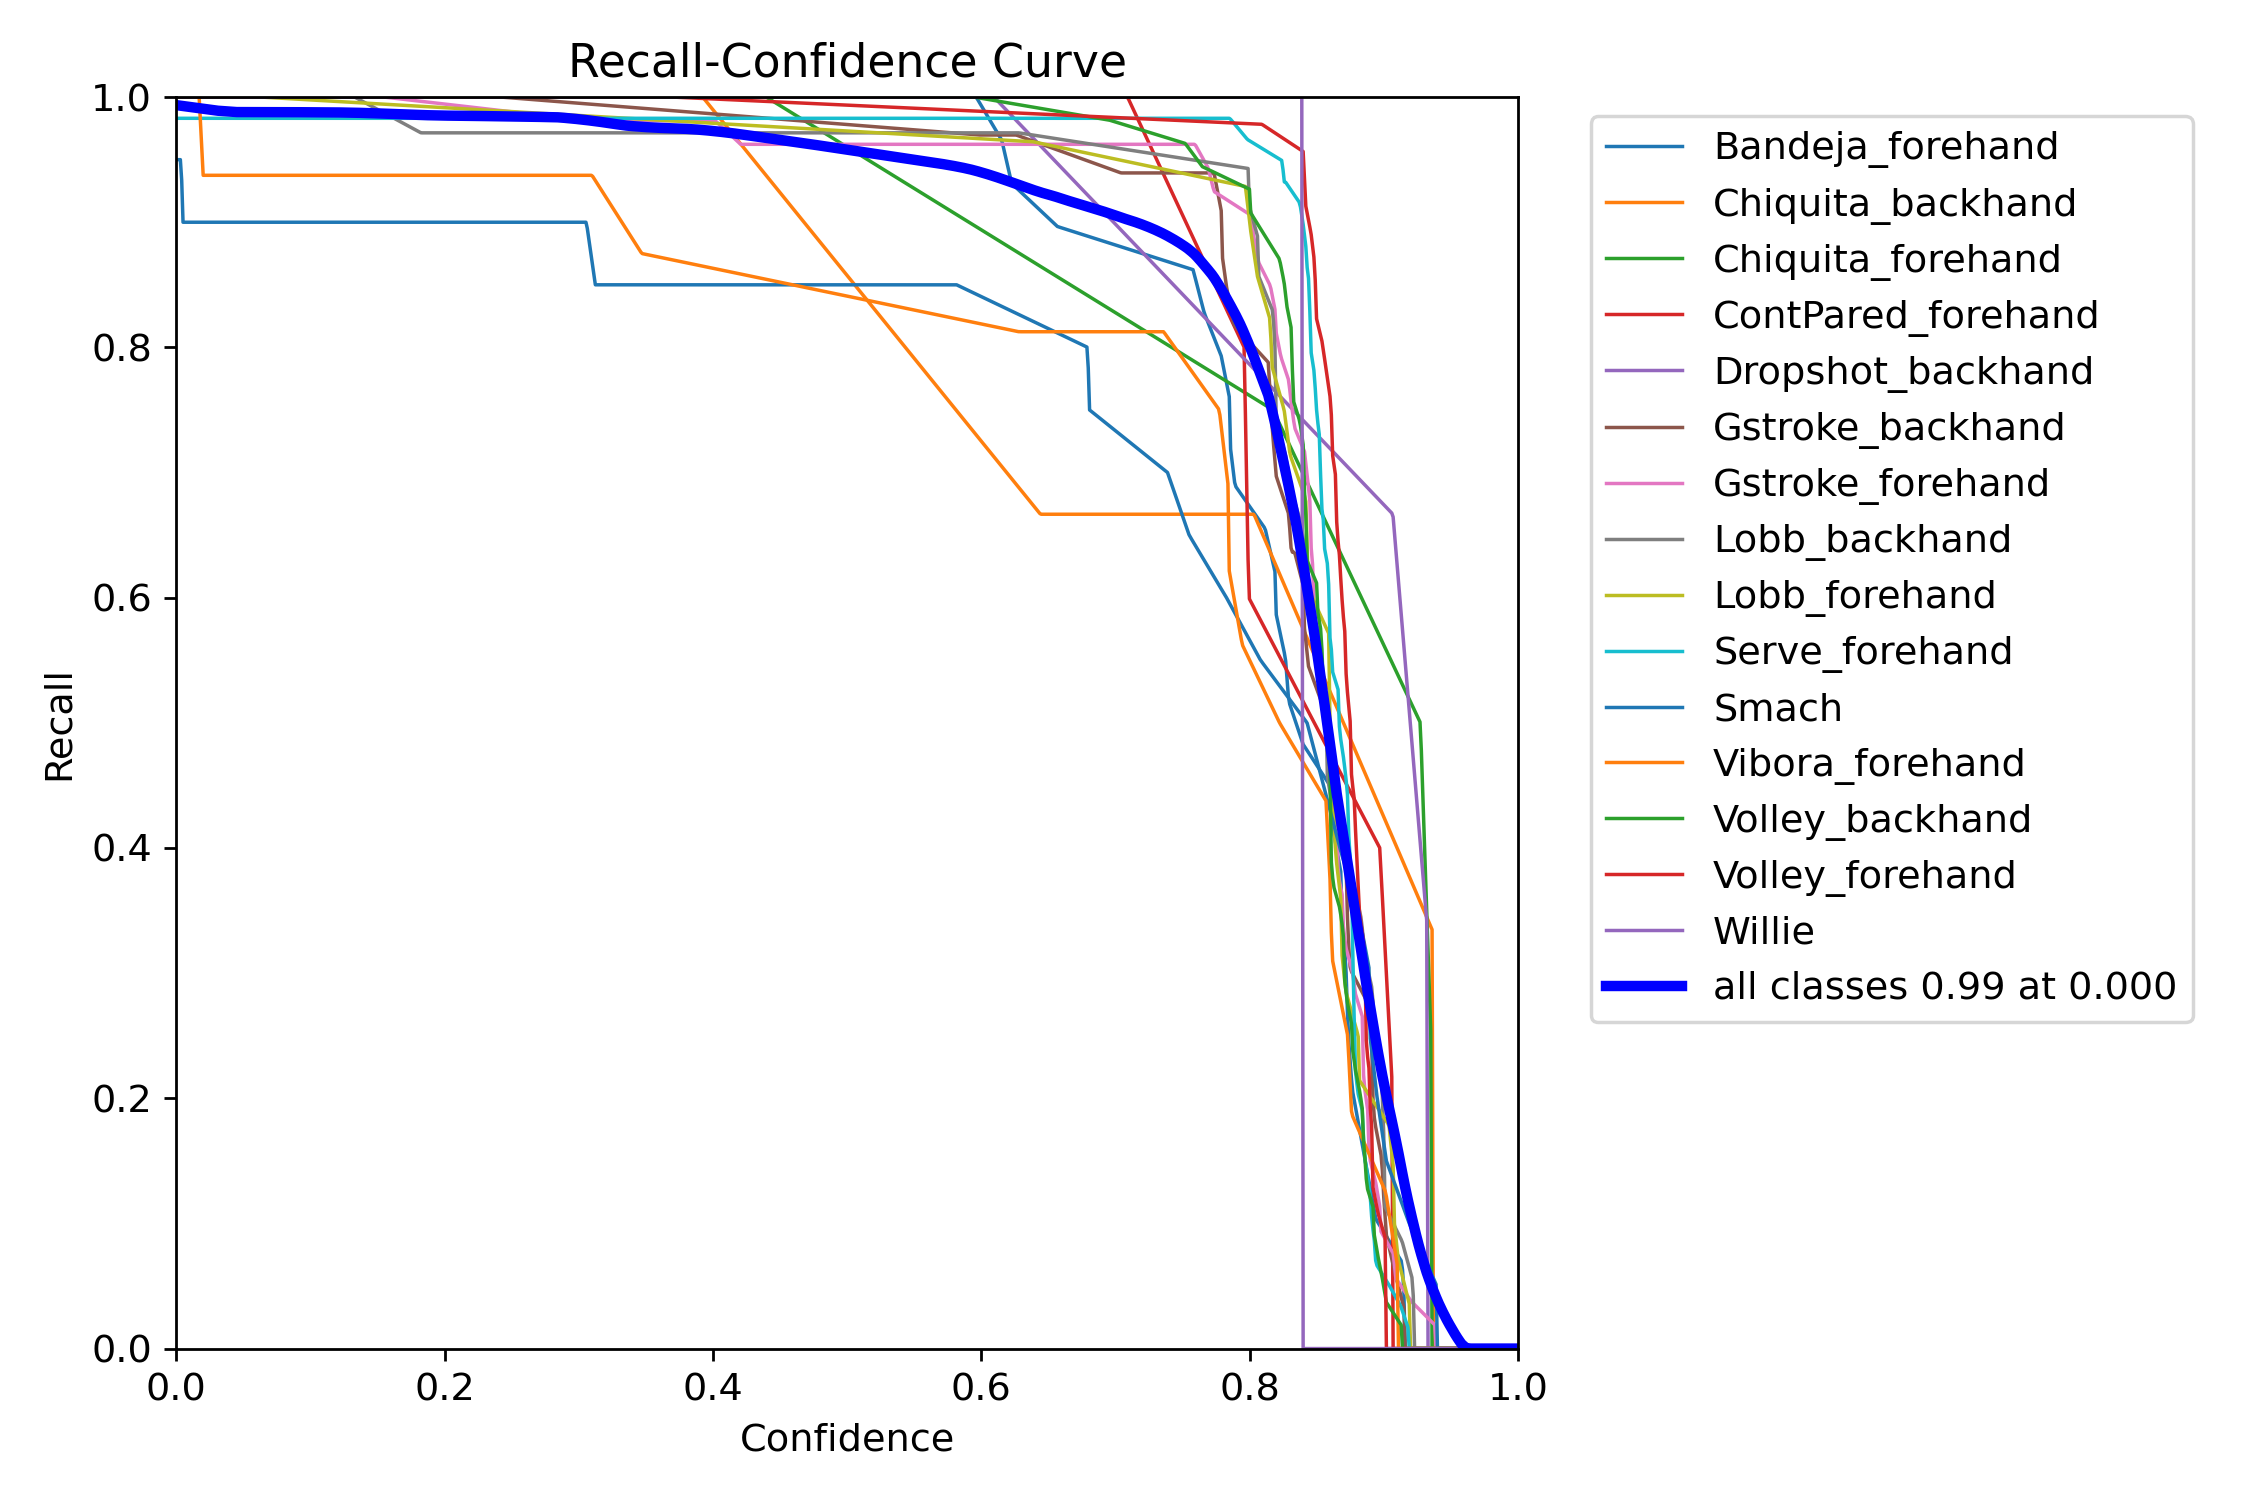 Recall-Confidence Curve
1.0
0.8
0.6
0.4
0.2
0.0
Recall
0.0 0.2 0.4 0.6 0.8 1.0
Confidence
Bandeja_forehand
Chiquita_backhand
Chiquita_forehand
ContPared_forehand
Dropshot_backhand
Gstroke_backhand
Gstroke_forehand
Lobb_backhand
Lobb_forehand
Serve_forehand
Smach
Vibora_forehand
Volley_backhand
Volley_forehand
Willie
all classes 0.99 at 0.000